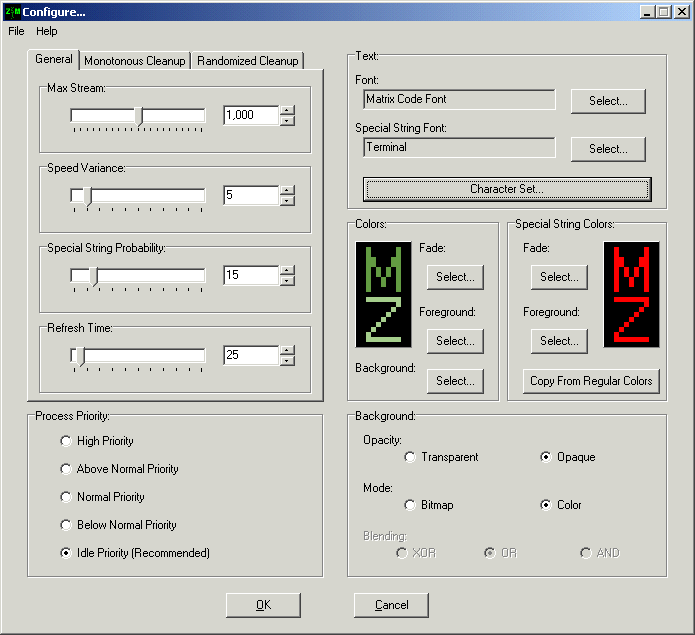 Configure...
File Help
General Monotonous Cleanup Randomized Cleanup
Max Stream:
1,000
Speed Variance:
5
Special String Probability:
15
Refresh Time:
25
Process Priority:
High Priority
Above Normal Priority
Normal Priority
Below Normal Priority
Idle Priority (Recommended)
Text:
Font:
Matrix Code Font Select...
Special String Font:
Terminal Select...
Character Set...
Colors:
M
Z
Fade:
Select...
Foreground:
Select...
Background:
Select...
Special String Colors:
Fade:
Select...
Foreground:
Select...
M
Z
Copy From Regular Colors
Background:
Opacity:
Transparent Opaque
Mode:
Bitmap Color
Blending:
XOR OR AND
OK Cancel